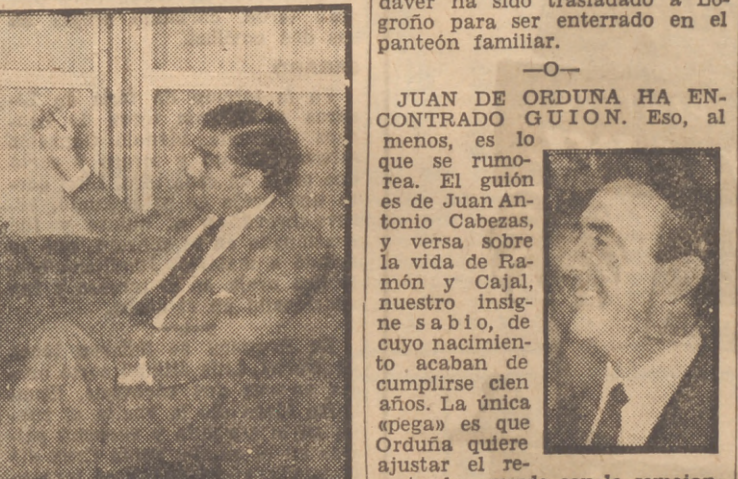 daver ha sido trasladado a Lo-
groño para ser enterrado en el
panteón familiar.
—O—
JUAN DE ORDUÑA HA EN-
CONTRADO GUION. Eso, al
menos, es lo
que se rumo-
rea. El guión
es de Juan An-
tonio Cabezas,
y versa sobre
la vida de Ra-
món y Cajal,
nuestro insig-
ne sabio, de
cuyo nacimien-
to acaban de
cumplirse cien
años. La única
«pega» es que
Orduña quiere
ajustar el re-